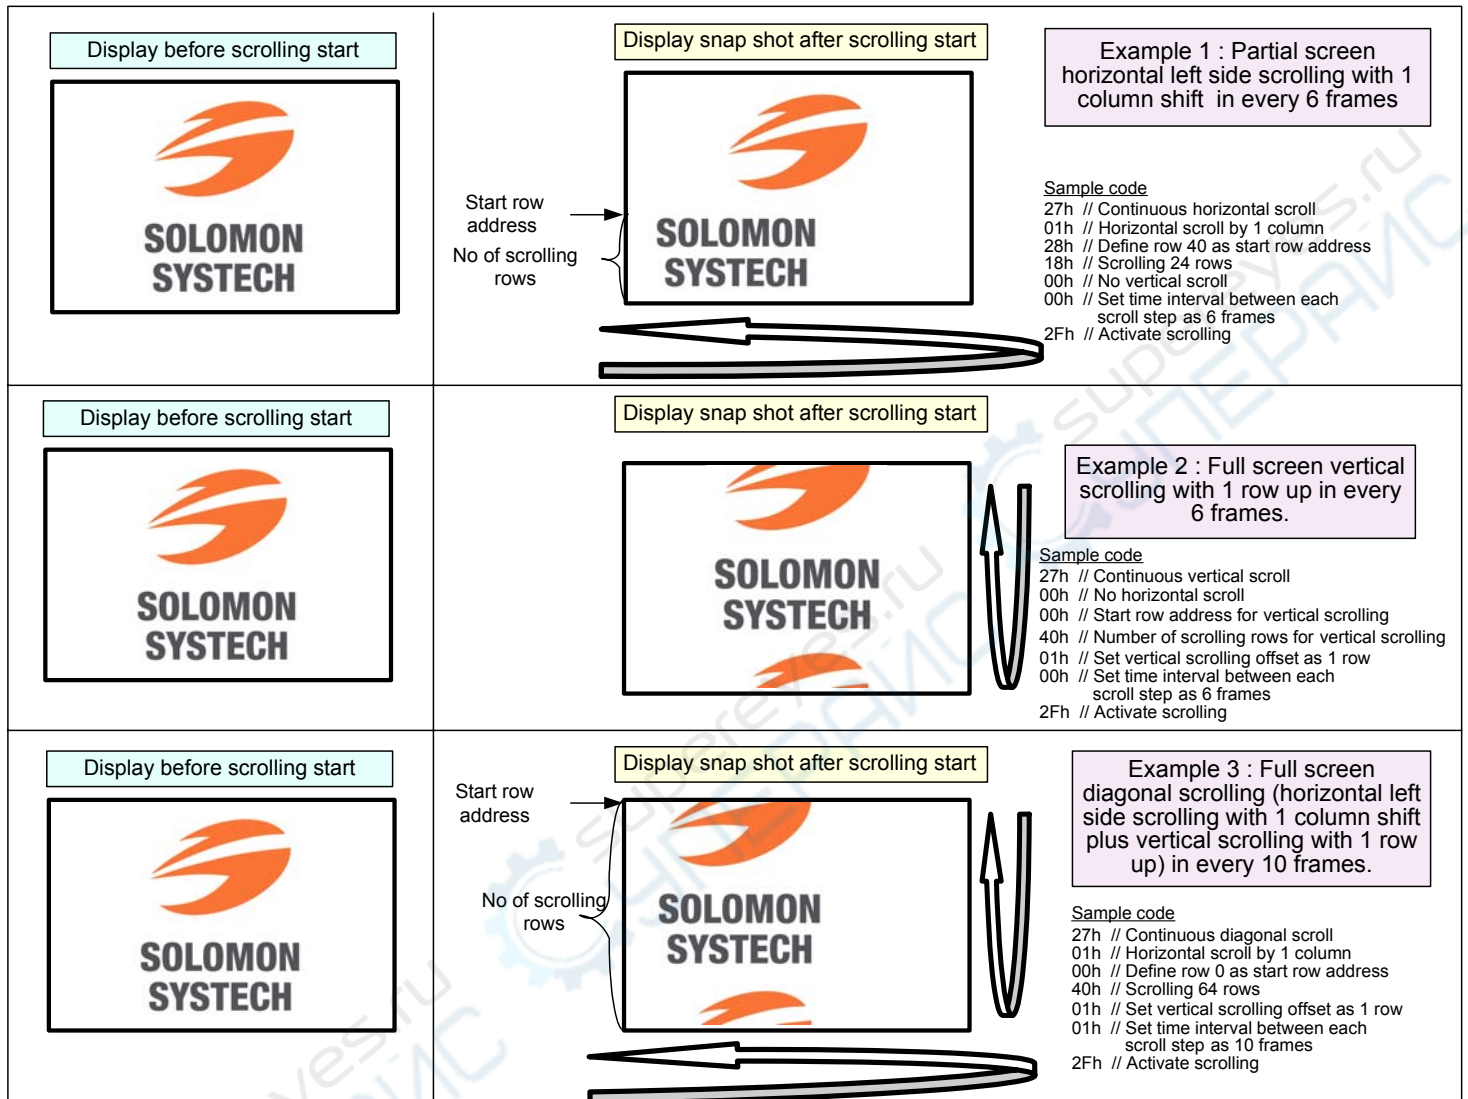 Display before scrolling start
SOLOMON
SYSTECH
Display snap shot after scrolling start
Start row
address
No of scrolling
rows
SOLOMON
SYSTECH
Example 1 : Partial screen
horizontal left side scrolling with 1
column shift in every 6 frames
Sample code
27h // Continuous horizontal scroll
01h // Horizontal scroll by 1 column
28h // Define row 40 as start row address
18h // Scrolling 24 rows
00h // No vertical scroll
00h // Set time interval between each
scroll step as 6 frames
2Fh // Activate scrolling
Display before scrolling start
SOLOMON
SYSTECH
Display snap shot after scrolling start
SOLOMON
SYSTECH
Example 2 : Full screen vertical
scrolling with 1 row up in every
6 frames.
Sample code
27h // Continuous vertical scroll
00h // No horizontal scroll
00h // Start row address for vertical scrolling
40h // Number of scrolling rows for vertical scrolling
01h // Set vertical scrolling offset as 1 row
00h // Set time interval between each
scroll step as 6 frames
2Fh // Activate scrolling
Display before scrolling start
SOLOMON
SYSTECH
Display snap shot after scrolling start
Start row
address
No of scrolling
rows
SOLOMON
SYSTECH
Example 3 : Full screen
diagonal scrolling (horizontal left
side scrolling with 1 column shift
plus vertical scrolling with 1 row
up) in every 10 frames.
Sample code
27h // Continuous diagonal scroll
01h // Horizontal scroll by 1 column
00h // Define row 0 as start row address
40h // Scrolling 64 rows
01h // Set vertical scrolling offset as 1 row
01h // Set time interval between each
scroll step as 10 frames
2Fh // Activate scrolling
supereyes.ru
СУПЕРАЙС
supereyes.ru
СУПЕРАЙС